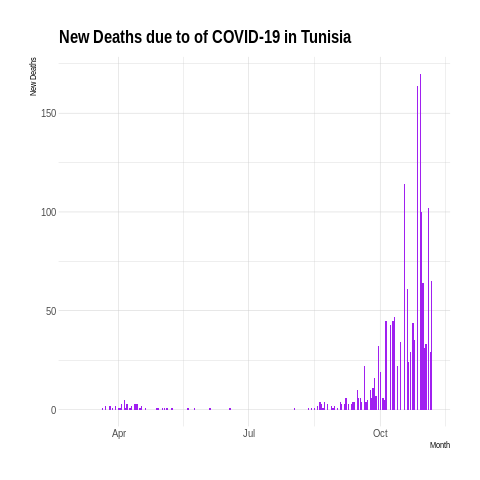 New Deaths due to of COVID-19 in Tunisia
New Deaths
150
100
50
0
Apr
Jul
Oct
Month